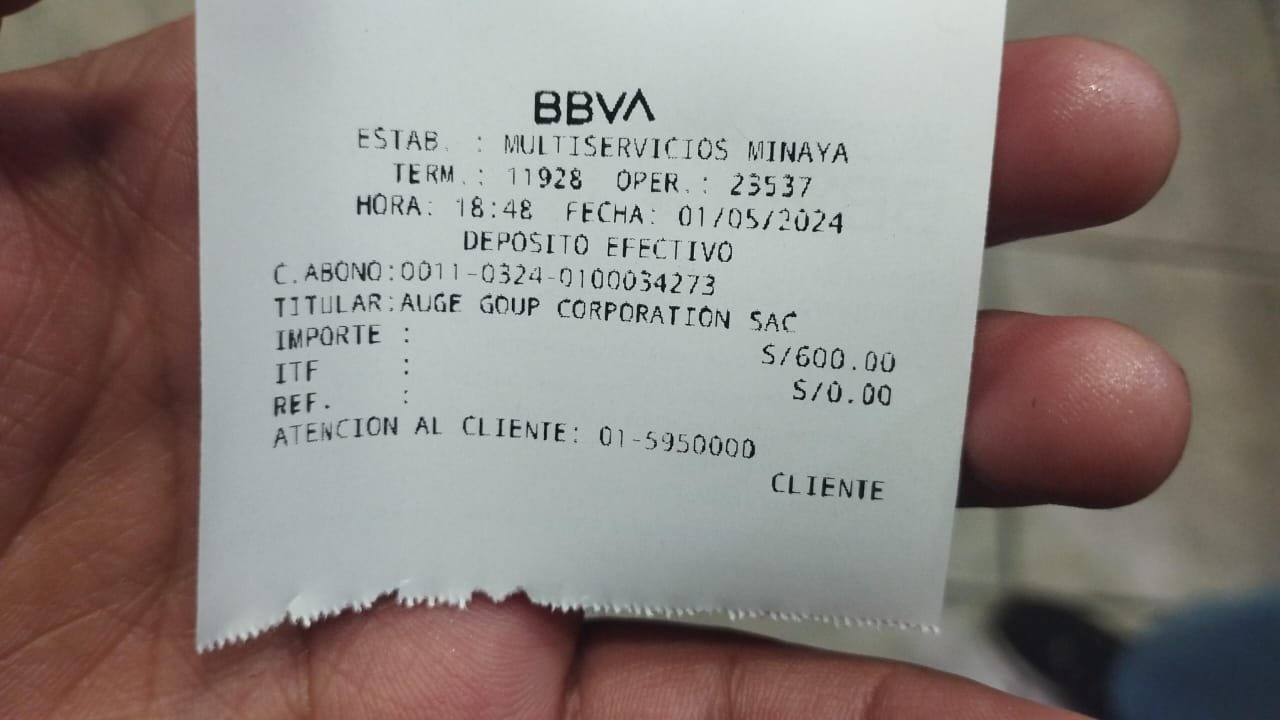 BBVA
ESTAB. : MULTISERVICIOS MINAYA
TERM.: 11928 OPER.: 23537
HORA: 18:48 FECHA: 01/05/2024
DEPOSITO EFECTIVO
C.ABONO:0011-0324-0100034273
TITULAR:AUGE GOUP CORPORATION SAC
IMPORTE : S/600.00
ITF : S/0.00
REF. :
ATENCION AL CLIENTE: 01-5950000
CLIENTE